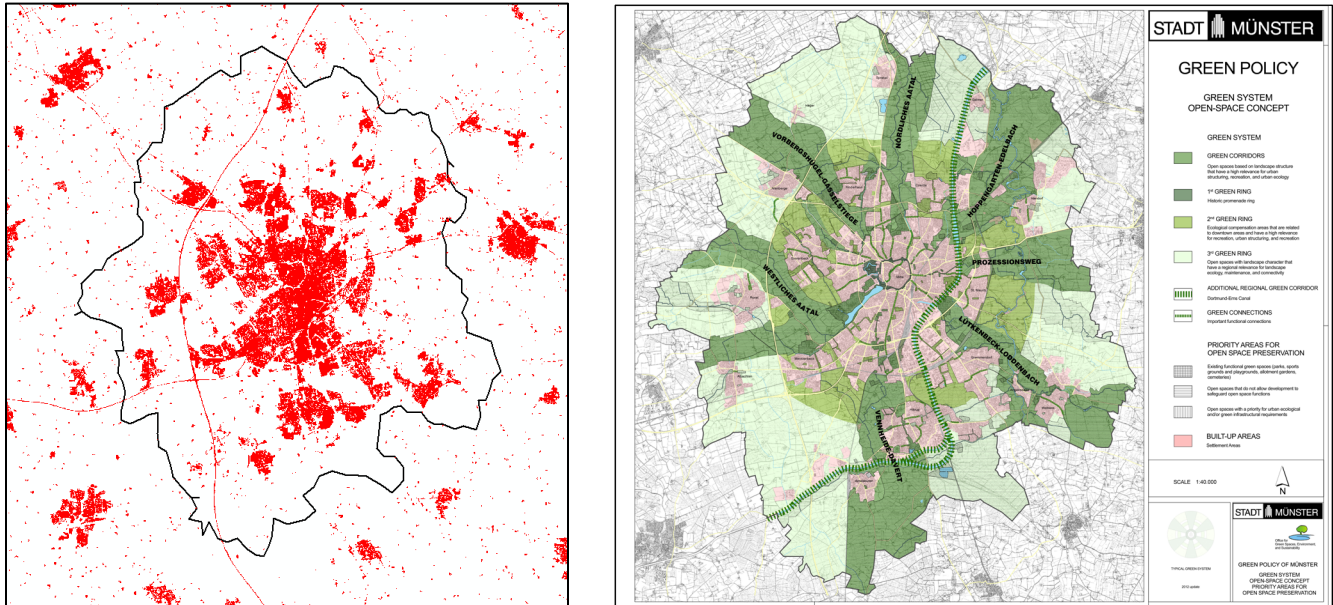 STADT MÜNSTER
GREEN POLICY
GREEN SYSTEM
OPEN-SPACE CONCEPT
GREEN SYSTEM
GREEN CORRIDORS
Open spaces based on landscape structure
that have a high relevance for urban
structuring, recreation, and urban ecology
1st GREEN RING
Historic promenade ring
2nd GREEN RING
Ecological compensation areas that are related
to downtown areas and have a high relevance
for recreation, urban structuring, and recreation
3rd GREEN RING
Open spaces with landscape character that
have a regional relevance for landscape
ecology, maintenance, and connectivity
ADDITIONAL REGIONAL GREEN CORRIDOR
Dortmund-Ems Canal
GREEN CONNECTIONS
Important functional connections
PRIORITY AREAS FOR
OPEN SPACE PRESERVATION
Existing functional green spaces (parks, sports
grounds and playgrounds, allotment gardens,
cemeteries)
Open spaces that do not allow development to
safeguard open space functions
Open spaces with a priority for urban ecological
and/or green infrastructural requirements
BUILT-UP AREAS
Settlement Areas
SCALE 1:40.000
N
TYPICAL GREEN SYSTEM
STADT MÜNSTER
Office for
Green Spaces, Environment,
and Sustainability
GREEN POLICY OF MÜNSTER
GREEN SYSTEM
OPEN-SPACE CONCEPT
PRIORITY AREAS FOR
OPEN SPACE PRESERVATION
NÖRDLICHES AATAL
VORBERGSHÜGEL-GASSELSTIEGE
HOPPENGARTEN-EDELBACH
PROZESSIONSWEG
WESTLICHES AATAL
LÜTKENBECK-LODDENBACH
VENNHEIDE-DAVERT